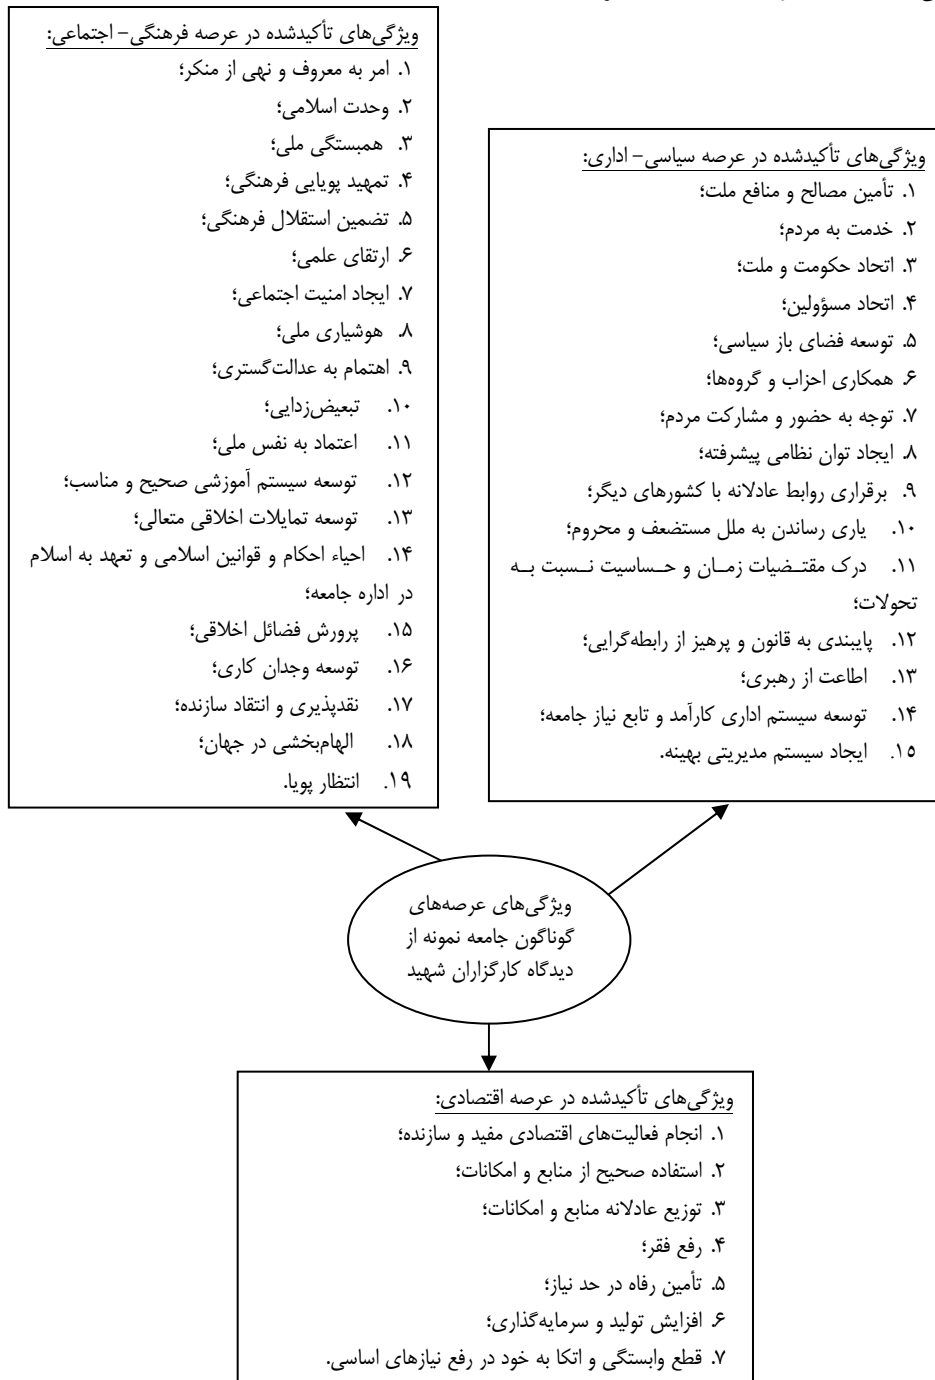 ویژگی‌های تأکیدشده در عرصه فرهنگی- اجتماعی:
۱. امر به معروف و نهی از منکر؛
۲. وحدت اسلامی؛
۳. همبستگی ملی؛
۴. تمهید پویایی فرهنگی؛
۵. تضمین استقلال فرهنگی؛
۶. ارتقای علمی؛
۷. ایجاد امنیت اجتماعی؛
۸. هوشیاری ملی؛
۹. اهتمام به عدالت‌گستری؛
۱۰. تبعیض‌زدایی؛
۱۱. اعتماد به نفس ملی؛
۱۲. توسعه سیستم آموزشی صحیح و مناسب؛
۱۳. توسعه تمایلات اخلاقی متعالی؛
۱۴. احیاء احکام و قوانین اسلامی و تعهد به اسلام
در اداره جامعه؛
۱۵. پرورش فضائل اخلاقی؛
۱۶. توسعه وجدان کاری؛
۱۷. نقدپذیری و انتقاد سازنده؛
۱۸. الهام‌بخشی در جهان؛
۱۹. انتظار پویا.
ویژگی‌های تأکیدشده در عرصه سیاسی- اداری:
۱. تأمین مصالح و منافع ملت؛
۲. خدمت به مردم؛
۳. اتحاد حکومت و ملت؛
۴. اتحاد مسؤولین؛
۵. توسعه فضای باز سیاسی؛
۶. همکاری احزاب و گروه‌ها؛
۷. توجه به حضور و مشارکت مردم؛
۸. ایجاد توان نظامی پیشرفته؛
۹. برقراری روابط عادلانه با کشورهای دیگر؛
۱۰. یاری رساندن به ملل مستضعف و محروم؛
۱۱. درک مقتضیات زمان و حساسیت نسبت به
تحولات؛
۱۲. پایبندی به قانون و پرهیز از رابطه‌گرایی؛
۱۳. اطاعت از رهبری؛
۱۴. توسعه سیستم اداری کارآمد و تابع نیاز جامعه؛
۱۵. ایجاد سیستم مدیریتی بهینه.
ویژگی‌های عرصه‌های
گوناگون جامعه نمونه از
دیدگاه کارگزاران شهید
ویژگی‌های تأکیدشده در عرصه اقتصادی:
۱. انجام فعالیت‌های اقتصادی مفید و سازنده؛
۲. استفاده صحیح از منابع و امکانات؛
۳. توزیع عادلانه منابع و امکانات؛
۴. رفع فقر؛
۵. تأمین رفاه در حد نیاز؛
۶. افزایش تولید و سرمایه‌گذاری؛
۷. قطع وابستگی و اتکا به خود در رفع نیازهای اساسی.